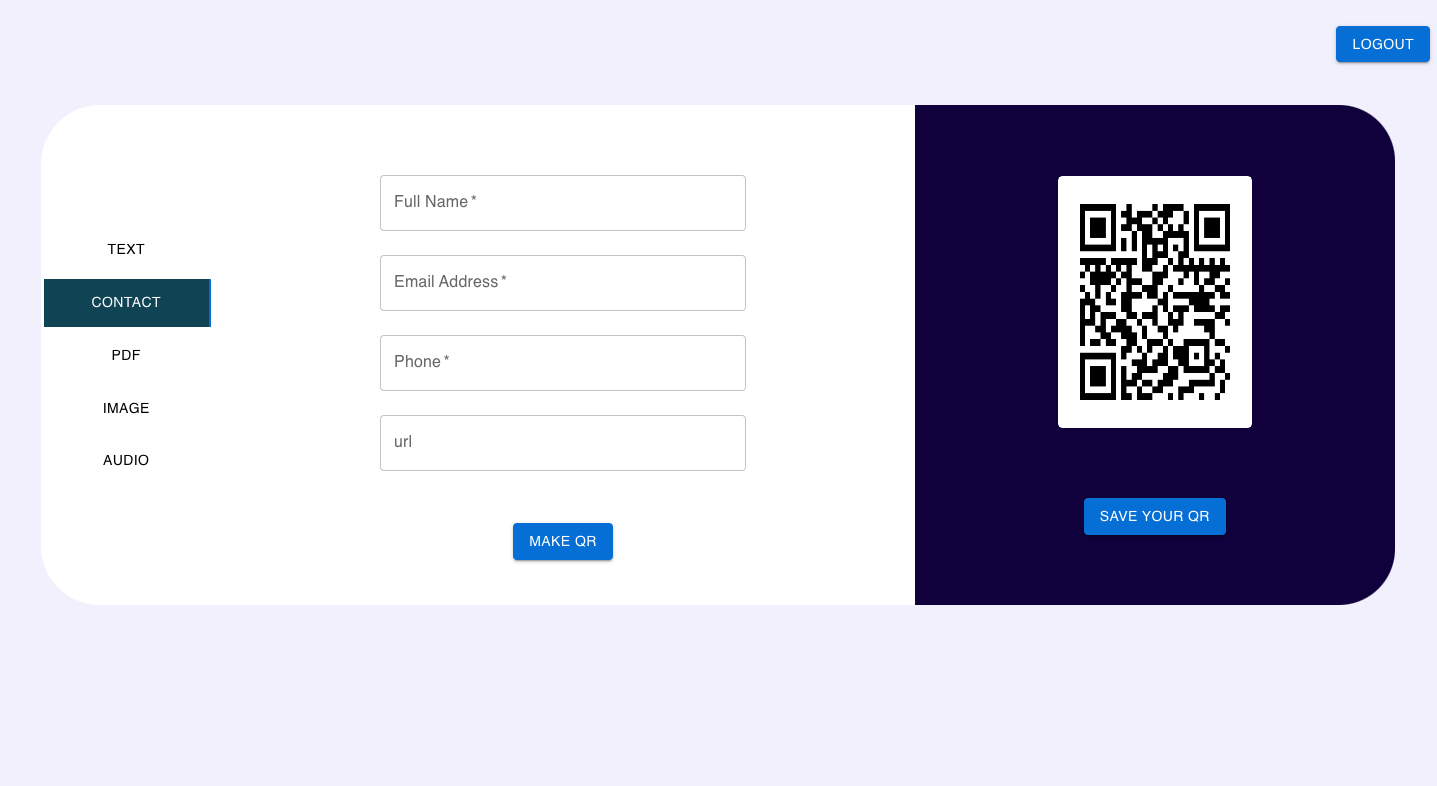 LOGOUT
TEXT
CONTACT
PDF
IMAGE
AUDIO
Full Name *
Email Address *
Phone *
url
MAKE QR
SAVE YOUR QR